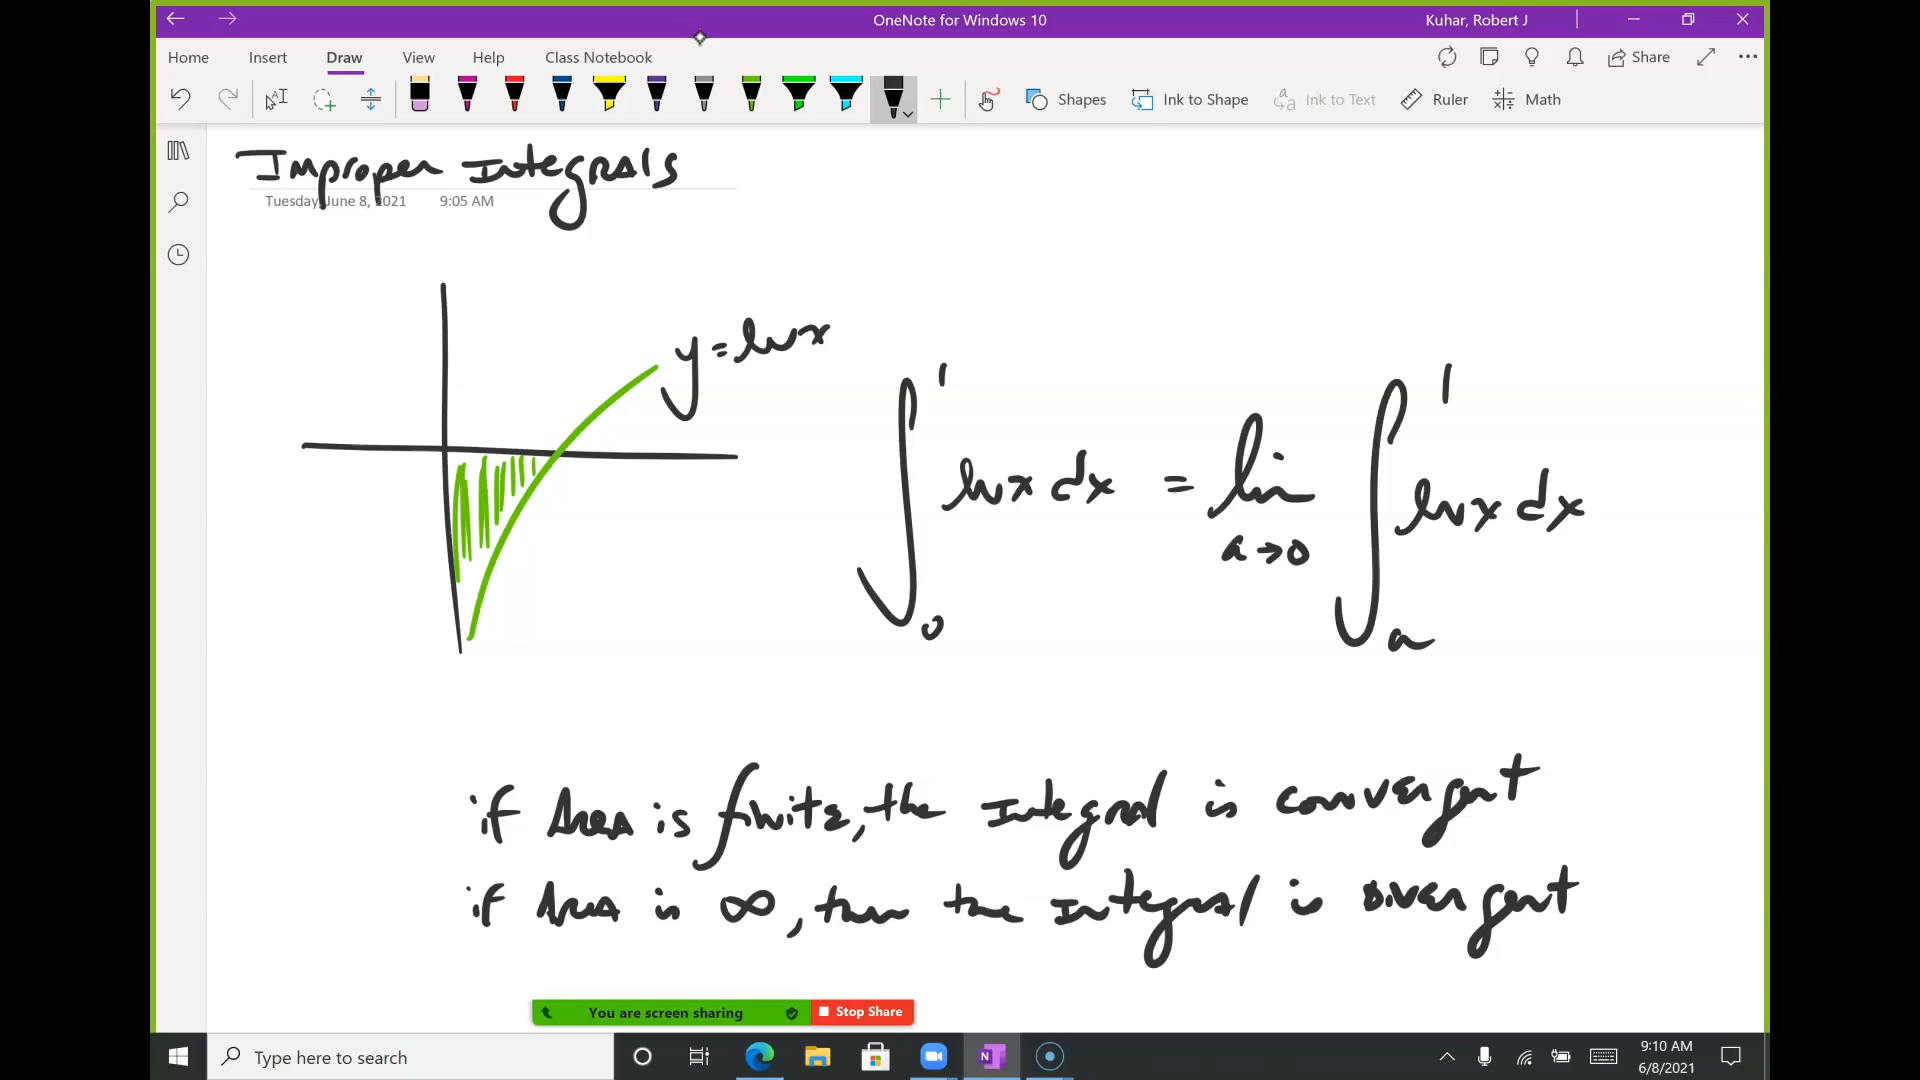 OneNote for Windows 10
Kuhar, Robert J
Home Insert Draw View Help Class Notebook
Share
Shapes Ink to Shape Ink to Text Ruler Math
Improper Integrals
Tuesday, June 8, 2021 9:05 AM
y = ln x
∫₀¹ ln x dx = lim a→0 ∫ₐ¹ ln x dx
if Area is finite, the Integral is convergent
if Area is ∞, then the Integral is Divergent
You are screen sharing Stop Share
Type here to search
9:10 AM
6/8/2021